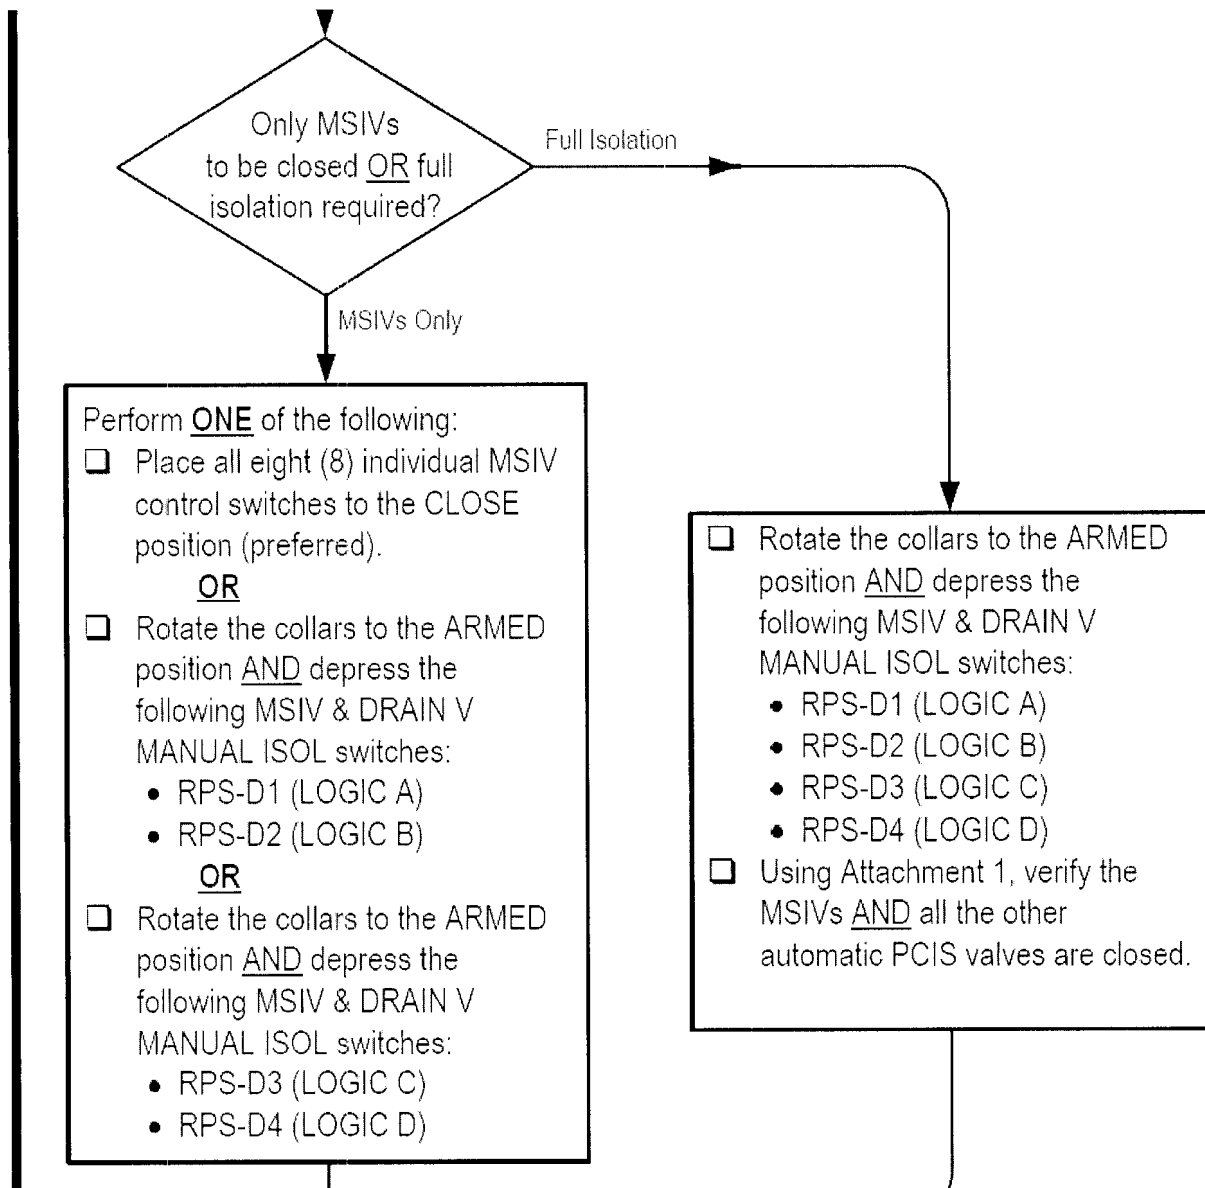 Only MSIVs
to be closed OR full
isolation required?
Full Isolation
MSIVs Only
Perform ONE of the following:
❑ Place all eight (8) individual MSIV
control switches to the CLOSE
position (preferred).
OR
❑ Rotate the collars to the ARMED
position AND depress the
following MSIV & DRAIN V
MANUAL ISOL switches:
• RPS-D1 (LOGIC A)
• RPS-D2 (LOGIC B)
OR
❑ Rotate the collars to the ARMED
position AND depress the
following MSIV & DRAIN V
MANUAL ISOL switches:
• RPS-D3 (LOGIC C)
• RPS-D4 (LOGIC D)
❑ Rotate the collars to the ARMED
position AND depress the
following MSIV & DRAIN V
MANUAL ISOL switches:
• RPS-D1 (LOGIC A)
• RPS-D2 (LOGIC B)
• RPS-D3 (LOGIC C)
• RPS-D4 (LOGIC D)
❑ Using Attachment 1, verify the
MSIVs AND all the other
automatic PCIS valves are closed.